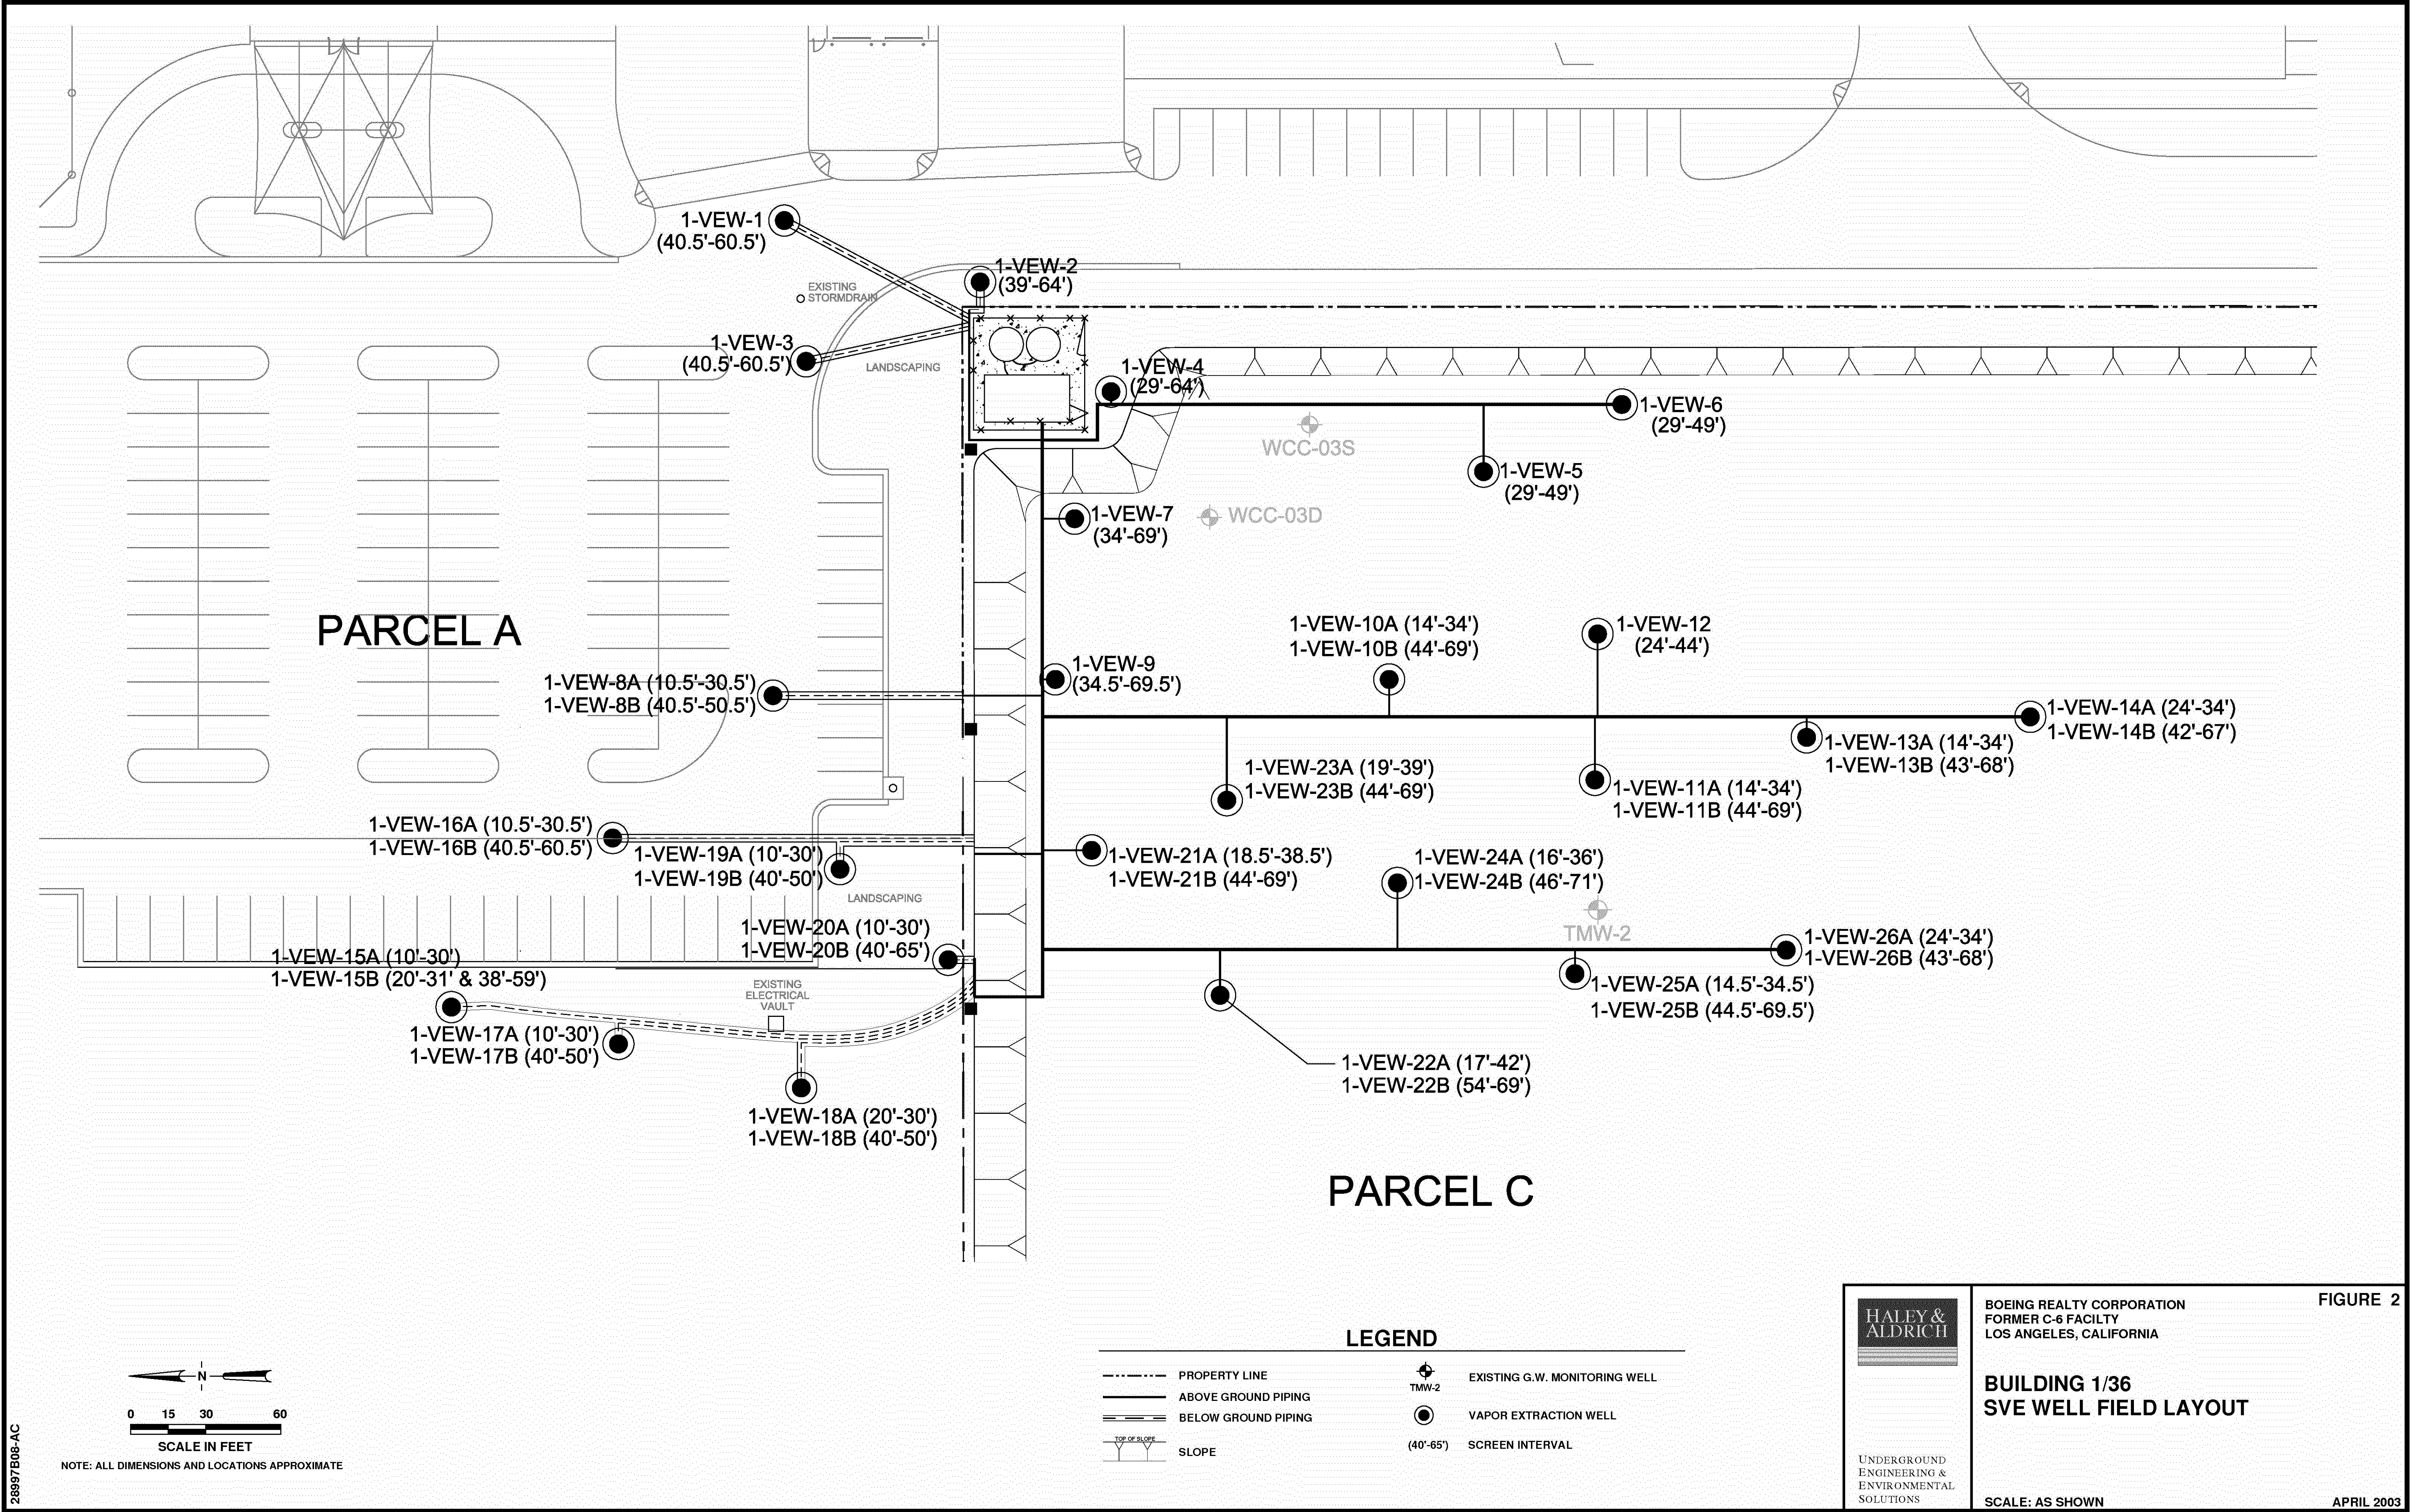 1-VEW-1
(40.5'-60.5')
1-VEW-2
(39'-64')
EXISTING
STORMDRAIN
1-VEW-3
(40.5'-60.5')
LANDSCAPING
1-VEW-4
(29'-64')
1-VEW-6
(29'-49')
WCC-03S
1-VEW-5
(29'-49')
1-VEW-7
(34'-69')
WCC-03D
PARCEL A
1-VEW-10A (14'-34')
1-VEW-10B (44'-69')
1-VEW-12
(24'-44')
1-VEW-9
(34.5'-69.5')
1-VEW-8A (10.5'-30.5')
1-VEW-8B (40.5'-50.5')
1-VEW-14A (24'-34')
1-VEW-14B (42'-67')
1-VEW-13A (14'-34')
1-VEW-13B (43'-68')
1-VEW-23A (19'-39')
1-VEW-23B (44'-69')
1-VEW-11A (14'-34')
1-VEW-11B (44'-69')
1-VEW-16A (10.5'-30.5')
1-VEW-16B (40.5'-60.5')
1-VEW-19A (10'-30')
1-VEW-19B (40'-50')
1-VEW-21A (18.5'-38.5')
1-VEW-21B (44'-69')
1-VEW-24A (16'-36')
1-VEW-24B (46'-71')
LANDSCAPING
TMW-2
1-VEW-20A (10'-30')
1-VEW-20B (40'-65')
1-VEW-26A (24'-34')
1-VEW-26B (43'-68')
1-VEW-15A (10'-30')
1-VEW-15B (20'-31' & 38'-59')
EXISTING
ELECTRICAL
VAULT
1-VEW-25A (14.5'-34.5')
1-VEW-25B (44.5'-69.5')
1-VEW-17A (10'-30')
1-VEW-17B (40'-50')
1-VEW-22A (17'-42')
1-VEW-22B (54'-69')
1-VEW-18A (20'-30')
1-VEW-18B (40'-50')
PARCEL C
N
0 15 30 60
SCALE IN FEET
NOTE: ALL DIMENSIONS AND LOCATIONS APPROXIMATE
28997B08-AC
LEGEND
PROPERTY LINE
ABOVE GROUND PIPING
BELOW GROUND PIPING
TOP OF SLOPE
SLOPE
TMW-2
EXISTING G.W. MONITORING WELL
VAPOR EXTRACTION WELL
(40'-65') SCREEN INTERVAL
HALEY &
ALDRICH
UNDERGROUND
ENGINEERING &
ENVIRONMENTAL
SOLUTIONS
FIGURE 2
BOEING REALTY CORPORATION
FORMER C-6 FACILTY
LOS ANGELES, CALIFORNIA
BUILDING 1/36
SVE WELL FIELD LAYOUT
SCALE: AS SHOWN
APRIL 2003